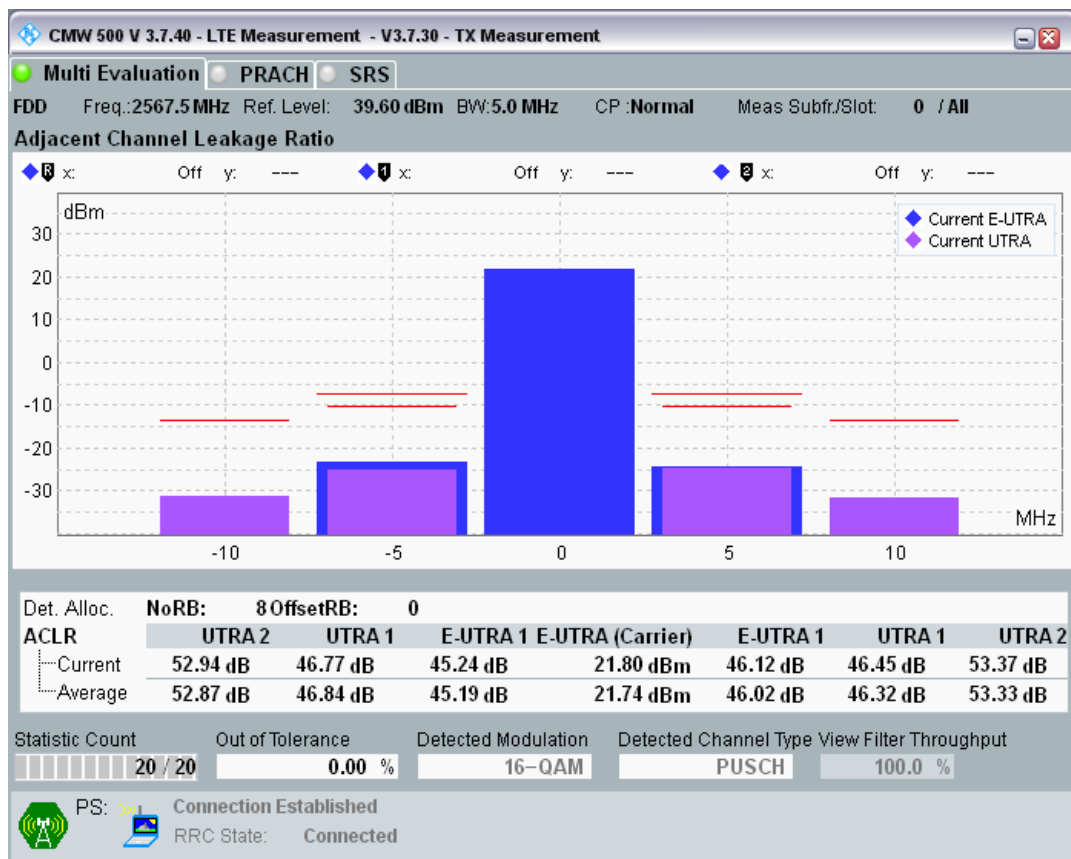 CMW 500 V 3.7.40 - LTE Measurement - V3.7.30 - TX Measurement
Multi Evaluation PRACH SRS
FDD Freq.:2567.5 MHz Ref. Level: 39.60 dBm BW:5.0 MHz CP :Normal Meas Subfr./Slot: 0 / All
Adjacent Channel Leakage Ratio
R x: Off y: --- 1 x: Off y: --- 2 x: Off y: ---
dBm
Current E-UTRA
Current UTRA
30
20
10
0
-10
-20
-30
MHz
-10 -5 0 5 10
Det. Alloc. NoRB: 8 OffsetRB: 0
ACLR UTRA 2 UTRA 1 E-UTRA 1 E-UTRA (Carrier) E-UTRA 1 UTRA 1 UTRA 2
Current 52.94 dB 46.77 dB 45.24 dB 21.80 dBm 46.12 dB 46.45 dB 53.37 dB
Average 52.87 dB 46.84 dB 45.19 dB 21.74 dBm 46.02 dB 46.32 dB 53.33 dB
Statistic Count Out of Tolerance Detected Modulation Detected Channel Type View Filter Throughput
20 / 20 0.00 % 16-QAM PUSCH 100.0 %
PS: Connection Established
RRC State: Connected